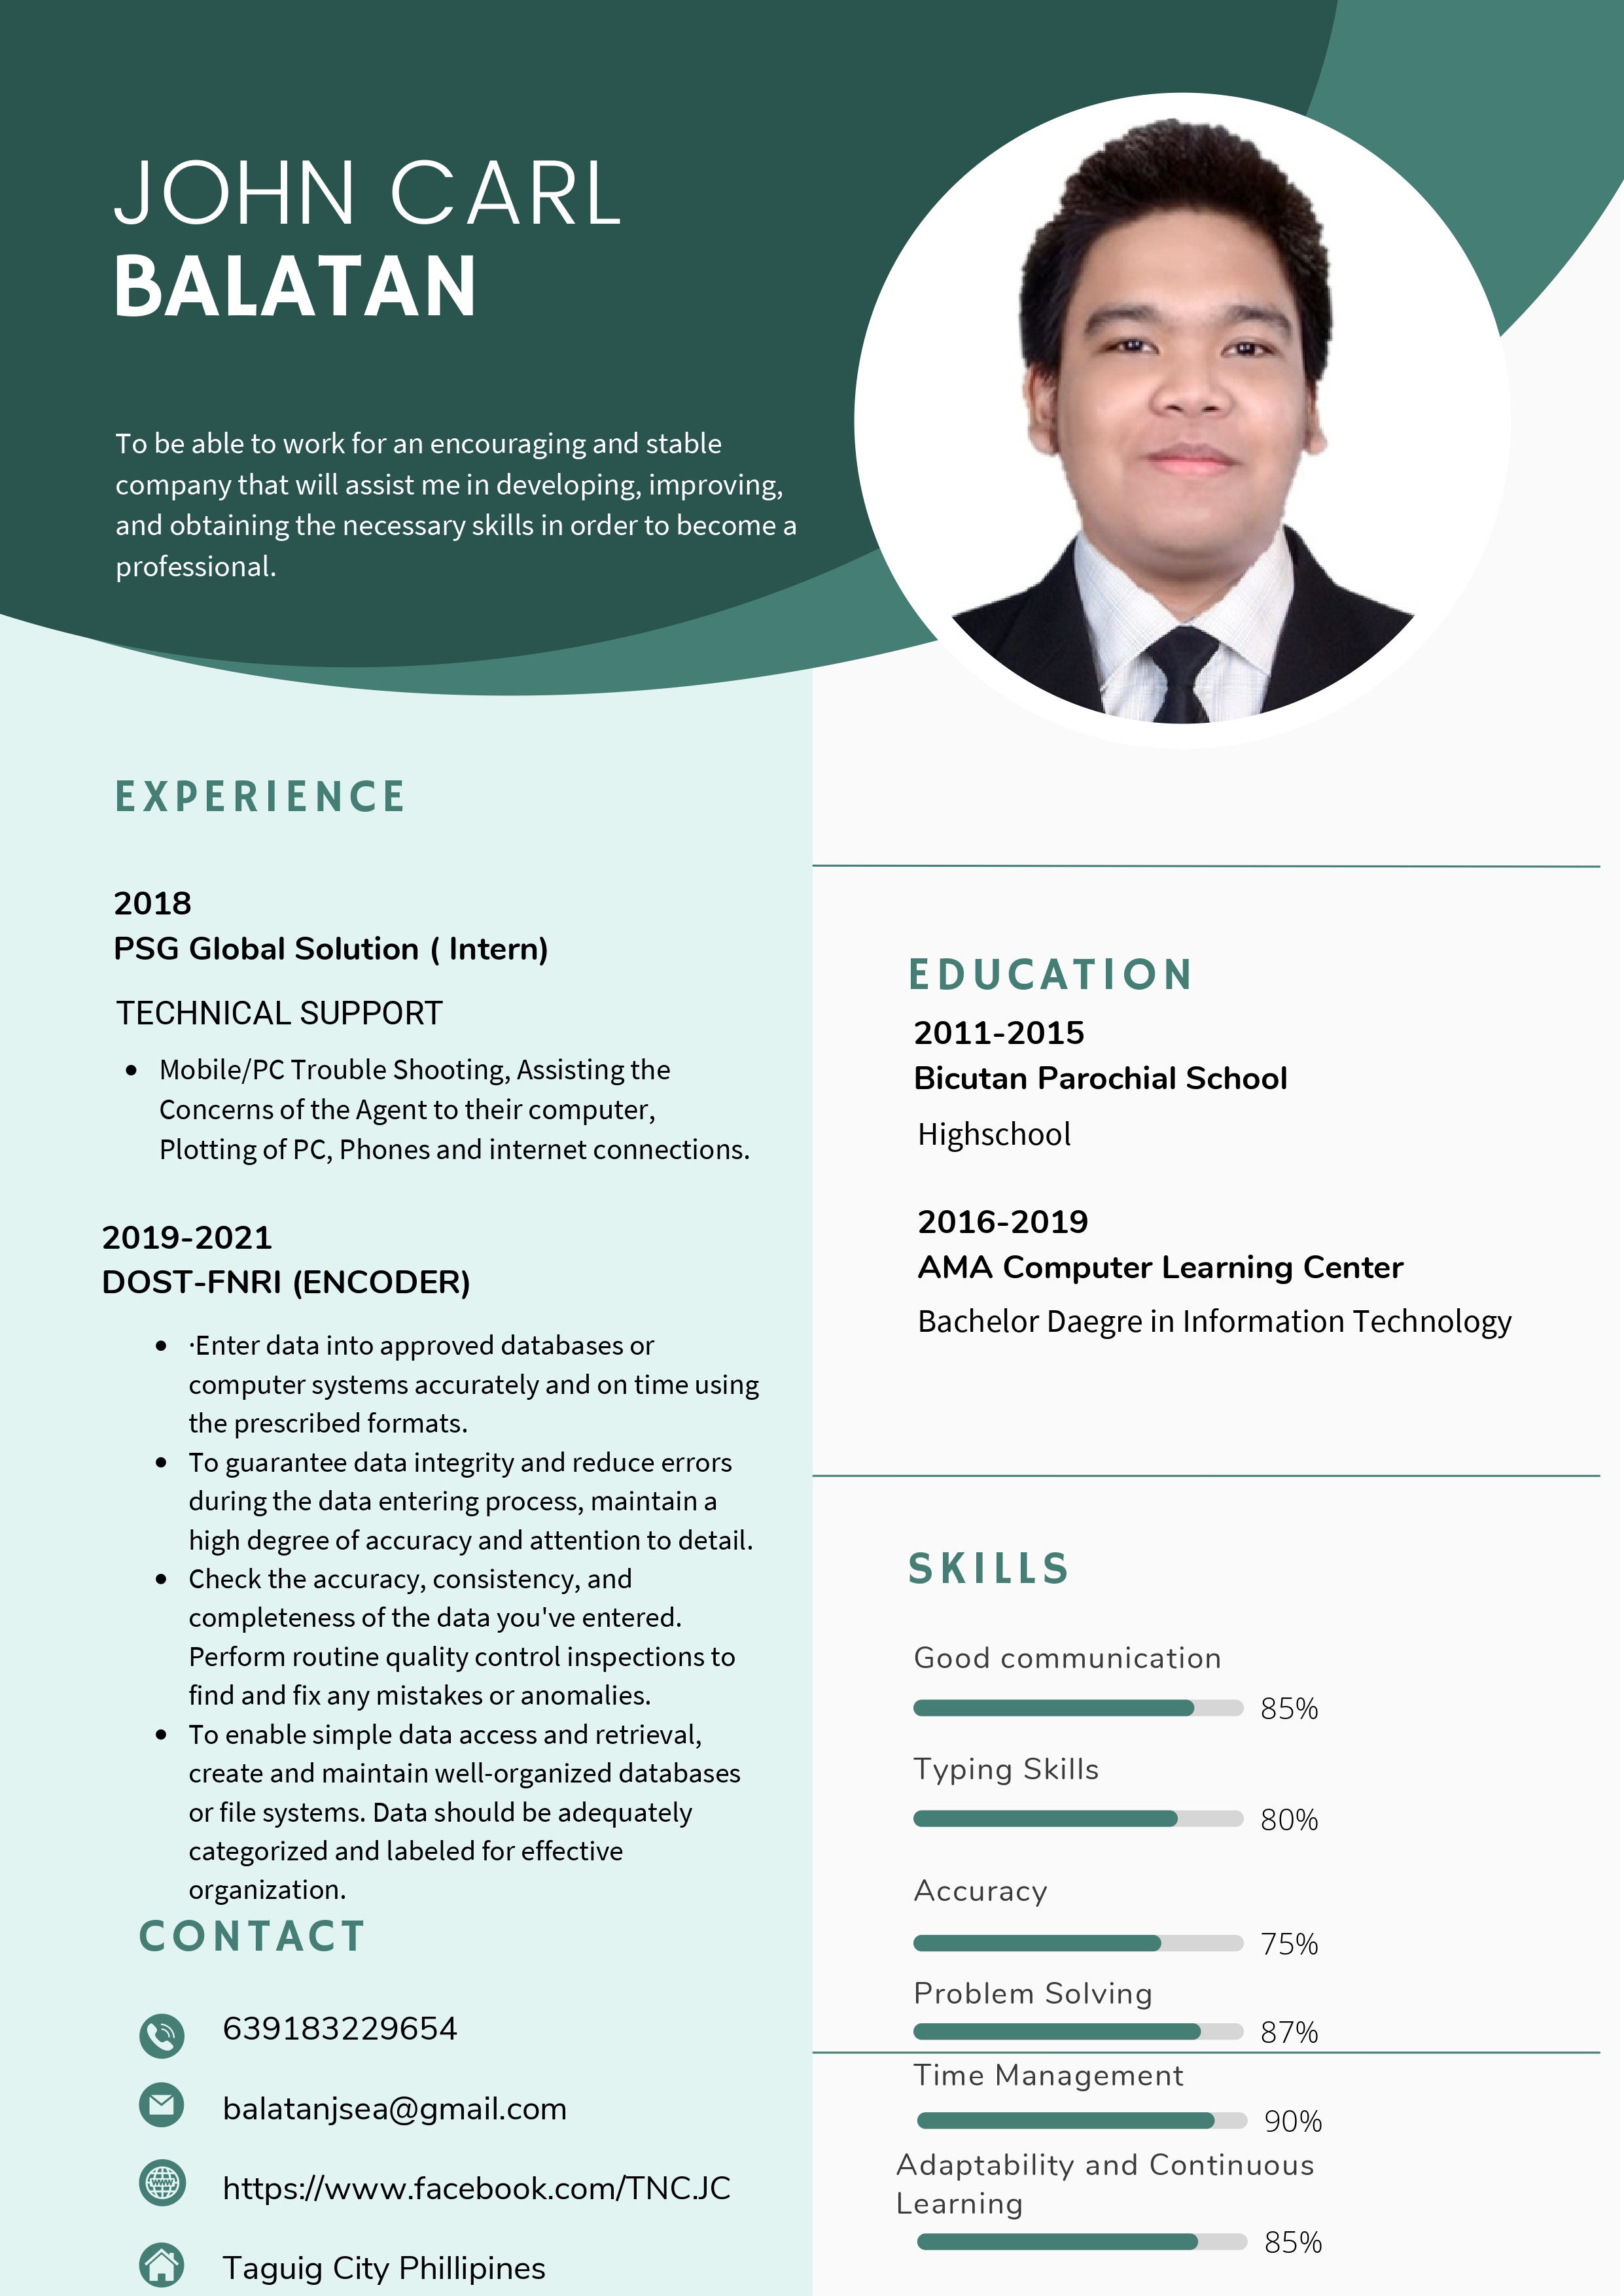 JOHN CARL
BALATAN
To be able to work for an encouraging and stable
company that will assist me in developing, improving,
and obtaining the necessary skills in order to become a
professional.
EXPERIENCE
2018
PSG Global Solution ( Intern)
TECHNICAL SUPPORT
• Mobile/PC Trouble Shooting, Assisting the
Concerns of the Agent to their computer,
Plotting of PC, Phones and internet connections.
2019-2021
DOST-FNRI (ENCODER)
• ·Enter data into approved databases or
computer systems accurately and on time using
the prescribed formats.
• To guarantee data integrity and reduce errors
during the data entering process, maintain a
high degree of accuracy and attention to detail.
• Check the accuracy, consistency, and
completeness of the data you've entered.
Perform routine quality control inspections to
find and fix any mistakes or anomalies.
• To enable simple data access and retrieval,
create and maintain well-organized databases
or file systems. Data should be adequately
categorized and labeled for effective
organization.
CONTACT
639183229654
balatanjsea@gmail.com
https://www.facebook.com/TNC.JC
Taguig City Phillipines
EDUCATION
2011-2015
Bicutan Parochial School
Highschool
2016-2019
AMA Computer Learning Center
Bachelor Daegre in Information Technology
SKILLS
Good communication
85%
Typing Skills
80%
Accuracy
75%
Problem Solving
87%
Time Management
90%
Adaptability and Continuous
Learning
85%